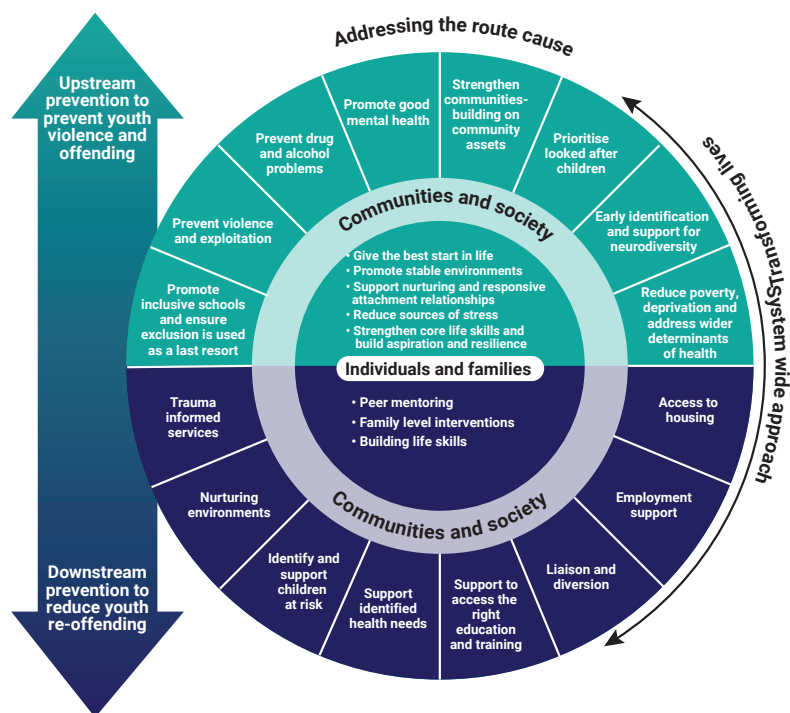 Addressing the route cause
Upstream
prevention to
prevent youth
violence and
offending
Downstream
prevention to
reduce youth
re-offending
Promote
inclusive schools
and ensure
exclusion is used
as a last resort
Prevent violence
and exploitation
Prevent drug
and alcohol
problems
Promote good
mental health
Strengthen
communities-
building on
community
assets
Prioritise
looked after
children
Early identification
and support for
neurodiversity
Reduce poverty,
deprivation and
address wider
determinants
of health
Transforming lives
System wide approach
Communities and society
• Give the best start in life
• Promote stable environments
• Support nurturing and responsive
attachment relationships
• Reduce sources of stress
• Strengthen core life skills and
build aspiration and resilience
Individuals and families
• Peer mentoring
• Family level interventions
• Building life skills
Communities and society
Trauma
informed
services
Nurturing
environments
Identify and
support
children
at risk
Support
identified
health needs
Support to
access the
right
education
and training
Liaison and
diversion
Employment
support
Access to
housing